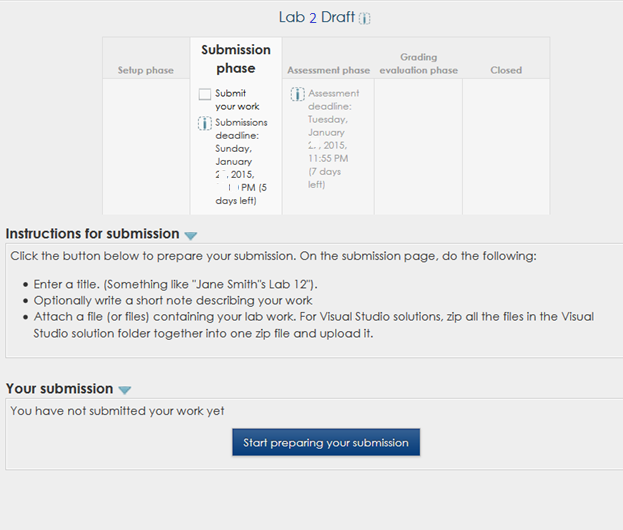 Lab 2 Draft
Setup phase
Submission
phase
Submit
your work
Submissions
deadline:
Sunday,
January
2 , 2015,
PM (5
days left)
Assessment phase
Assessment
deadline:
Tuesday,
January
, 2015,
11:55 PM
(7 days
left)
Grading
evaluation phase
Closed
Instructions for submission
Click the button below to prepare your submission. On the submission page, do the following:
Enter a title. (Something like "Jane Smith"s Lab 12").
Optionally write a short note describing your work
Attach a file (or files) containing your lab work. For Visual Studio solutions, zip all the files in the Visual
Studio solution folder together into one zip file and upload it.
Your submission
You have not submitted your work yet
Start preparing your submission